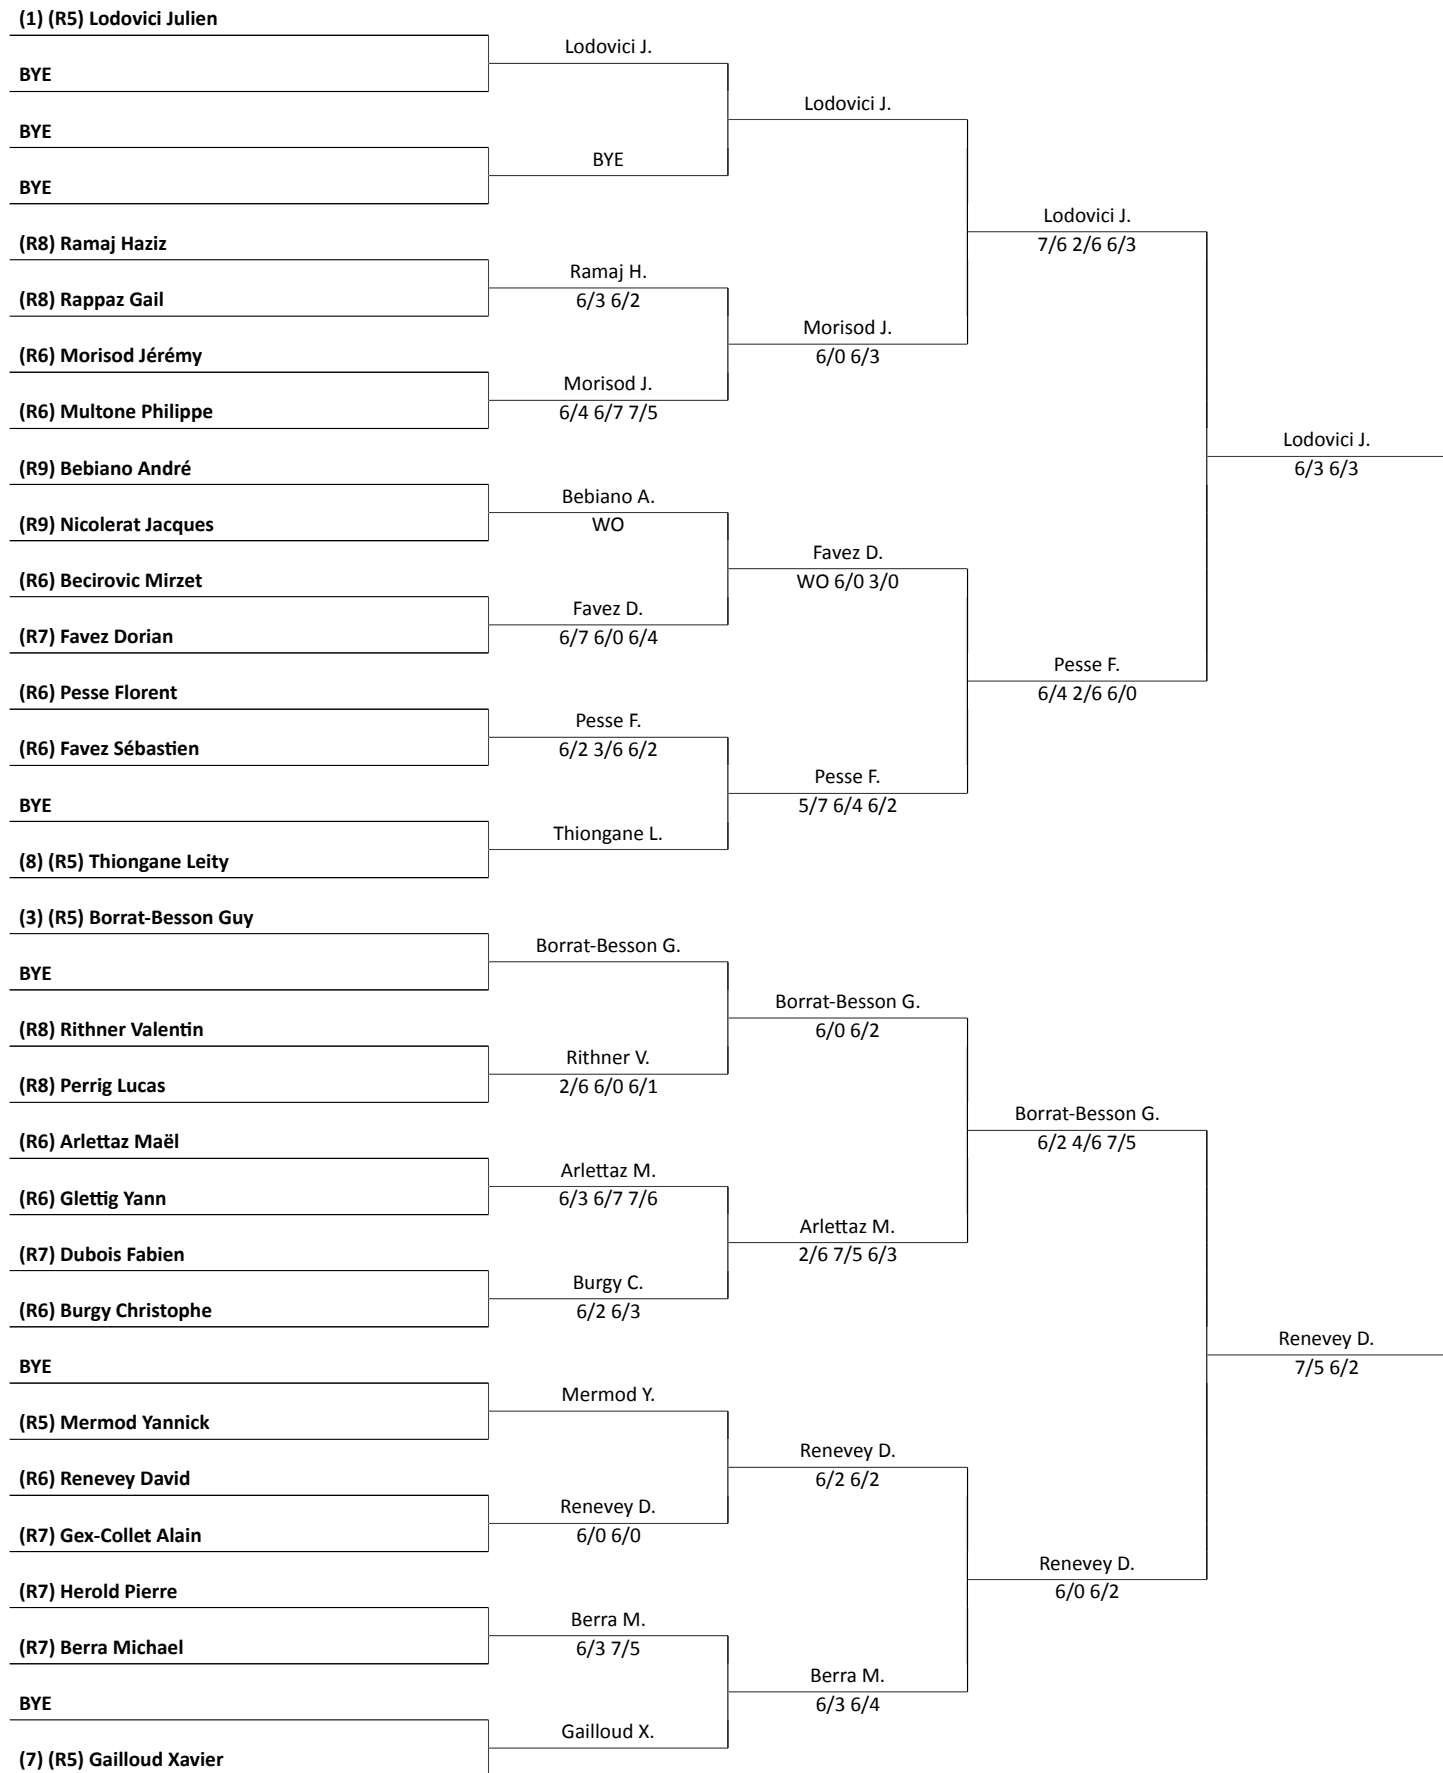 (1) (R5) Lodovici Julien
Lodovici J.
BYE
Lodovici J.
BYE
BYE
BYE
Lodovici J.
7/6 2/6 6/3
(R8) Ramaj Haziz
Ramaj H.
6/3 6/2
(R8) Rappaz Gail
Morisod J.
6/0 6/3
(R6) Morisod Jérémy
Morisod J.
6/4 6/7 7/5
(R6) Multone Philippe
Lodovici J.
6/3 6/3
(R9) Bebiano André
Bebiano A.
WO
(R9) Nicolerat Jacques
Favez D.
WO 6/0 3/0
(R6) Becirovic Mirzet
Favez D.
6/7 6/0 6/4
(R7) Favez Dorian
Pesse F.
6/4 2/6 6/0
(R6) Pesse Florent
Pesse F.
6/2 3/6 6/2
(R6) Favez Sébastien
Pesse F.
5/7 6/4 6/2
BYE
Thiongane L.
(8) (R5) Thiongane Leity
(3) (R5) Borrat-Besson Guy
Borrat-Besson G.
BYE
Borrat-Besson G.
6/0 6/2
(R8) Rithner Valentin
Rithner V.
2/6 6/0 6/1
(R8) Perrig Lucas
Borrat-Besson G.
6/2 4/6 7/5
(R6) Arlettaz Maël
Arlettaz M.
6/3 6/7 7/6
(R6) Glettig Yann
Arlettaz M.
2/6 7/5 6/3
(R7) Dubois Fabien
Burgy C.
6/2 6/3
(R6) Burgy Christophe
Renevey D.
7/5 6/2
BYE
Mermod Y.
(R5) Mermod Yannick
Renevey D.
6/2 6/2
(R6) Renevey David
Renevey D.
6/0 6/0
(R7) Gex-Collet Alain
Renevey D.
6/0 6/2
(R7) Herold Pierre
Berra M.
6/3 7/5
(R7) Berra Michael
Berra M.
6/3 6/4
BYE
Gailloud X.
(7) (R5) Gailloud Xavier